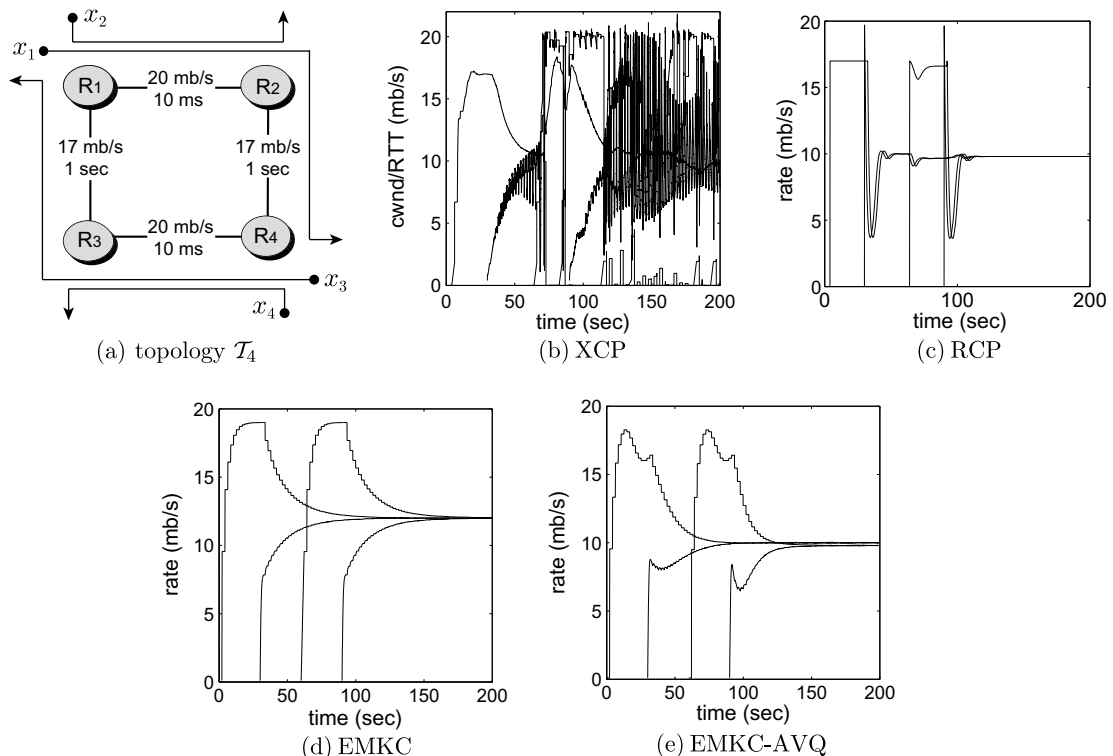 x2
x1
R1
20 mb/s
10 ms
R2
17 mb/s
1 sec
17 mb/s
1 sec
R3
20 mb/s
10 ms
R4
x3
x4
(a) topology 𝒯4
20
15
10
5
0
cwnd/RTT (mb/s)
0 50 100 150 200
time (sec)
(b) XCP
20
15
10
5
0
rate (mb/s)
0 100 200
time (sec)
(c) RCP
20
15
10
5
0
rate (mb/s)
0 50 100 150 200
time (sec)
(d) EMKC
20
15
10
5
0
rate (mb/s)
0 50 100 150 200
time (sec)
(e) EMKC-AVQ